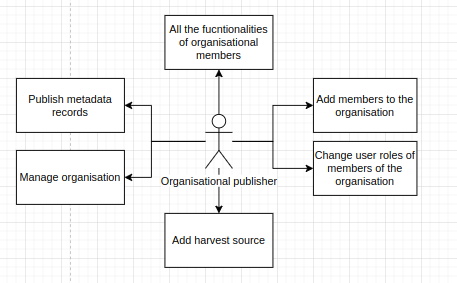 All the fucntionalities
of organisational
members
Publish metadata
records
Add members to the
organisation
Manage organisation
Organisational publisher
Change user roles of
members of the
organisation
Add harvest source